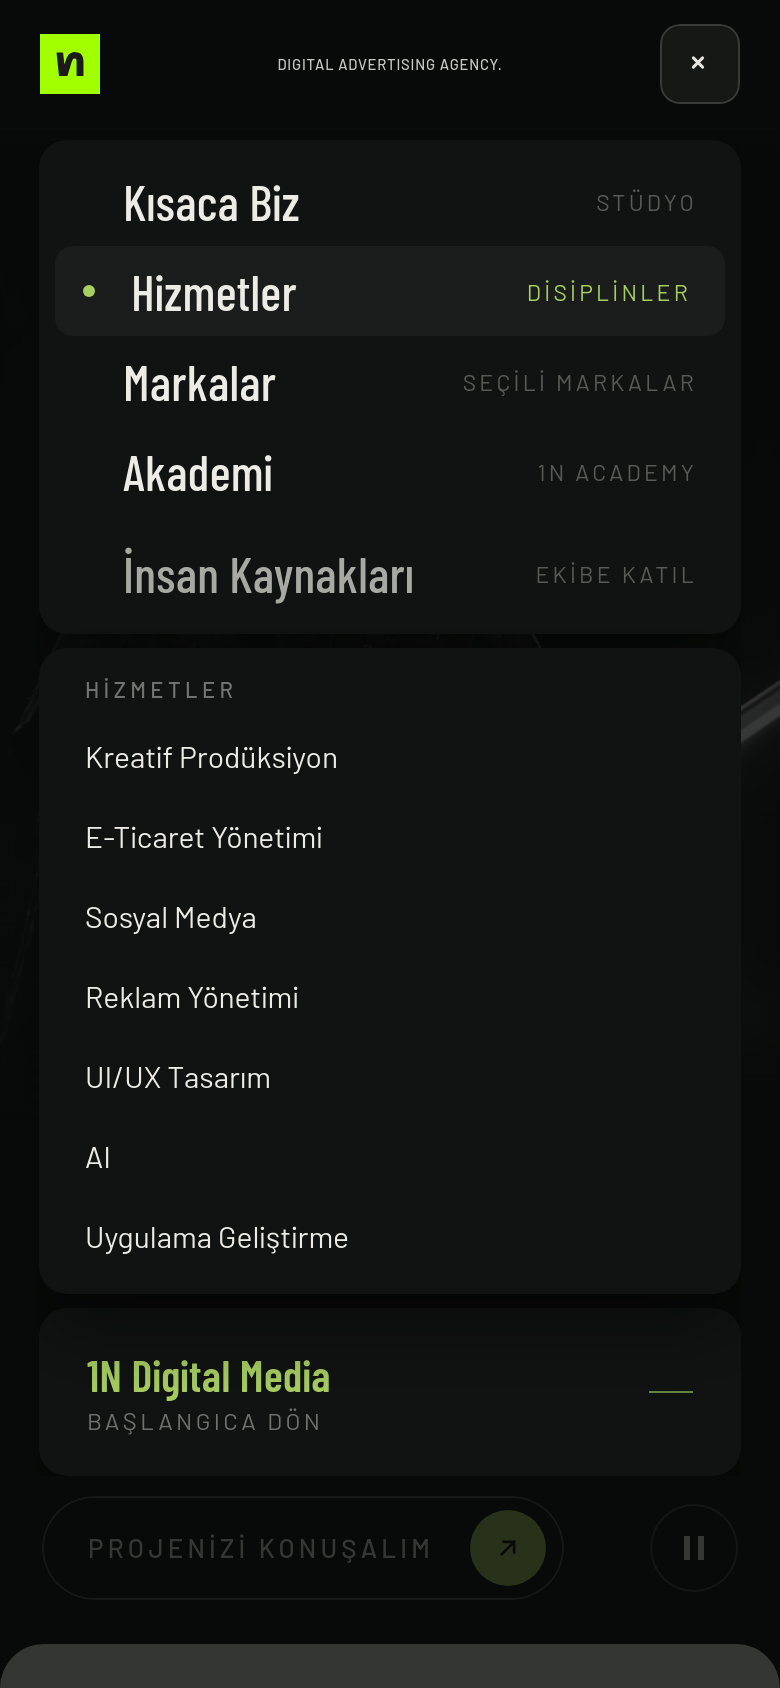 n
DIGITAL ADVERTISING AGENCY.
Kısaca Biz STÜDYO
Hizmetler DİSİPLİNLER
Markalar SEÇİLİ MARKALAR
Akademi 1N ACADEMY
İnsan Kaynakları EKİBE KATIL
HİZMETLER
Kreatif Prodüksiyon
E-Ticaret Yönetimi
Sosyal Medya
Reklam Yönetimi
UI/UX Tasarım
AI
Uygulama Geliştirme
1N Digital Media
BAŞLANGICA DÖN
PROJENİZİ KONUŞALIM